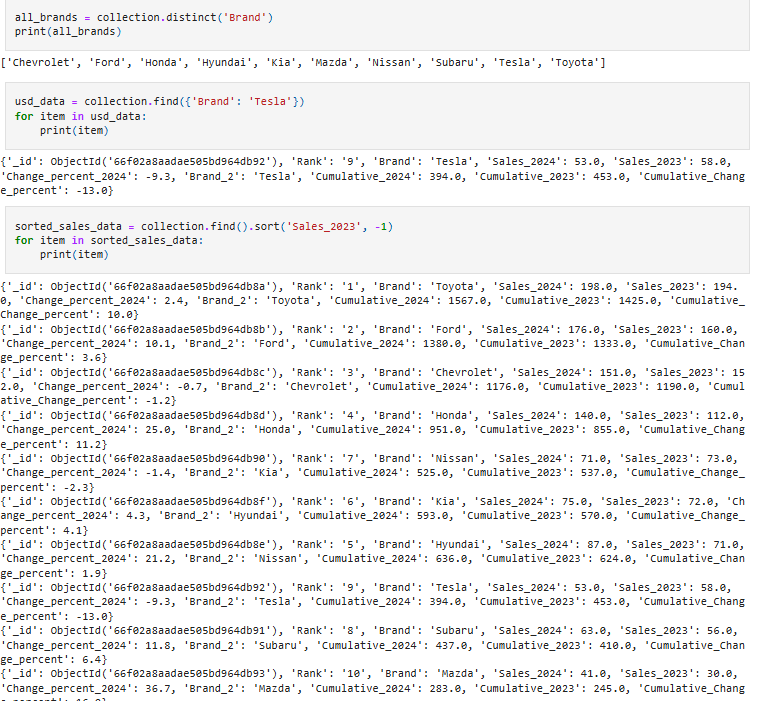 all_brands = collection.distinct('Brand')
print(all_brands)
['Chevrolet', 'Ford', 'Honda', 'Hyundai', 'Kia', 'Mazda', 'Nissan', 'Subaru', 'Tesla', 'Toyota']
usd_data = collection.find({'Brand': 'Tesla'})
for item in usd_data:
    print(item)
{'_id': ObjectId('66f02a8aadae505bd964db92'), 'Rank': '9', 'Brand': 'Tesla', 'Sales_2024': 53.0, 'Sales_2023': 58.0,
'Change_percent_2024': -9.3, 'Brand_2': 'Tesla', 'Cumulative_2024': 394.0, 'Cumulative_2023': 453.0, 'Cumulative_Chang
e_percent': -13.0}
sorted_sales_data = collection.find().sort('Sales_2023', -1)
for item in sorted_sales_data:
    print(item)
{'_id': ObjectId('66f02a8aadae505bd964db8a'), 'Rank': '1', 'Brand': 'Toyota', 'Sales_2024': 198.0, 'Sales_2023': 194.
0, 'Change_percent_2024': 2.4, 'Brand_2': 'Toyota', 'Cumulative_2024': 1567.0, 'Cumulative_2023': 1425.0, 'Cumulative_
Change_percent': 10.0}
{'_id': ObjectId('66f02a8aadae505bd964db8b'), 'Rank': '2', 'Brand': 'Ford', 'Sales_2024': 176.0, 'Sales_2023': 160.0,
'Change_percent_2024': 10.1, 'Brand_2': 'Ford', 'Cumulative_2024': 1380.0, 'Cumulative_2023': 1333.0, 'Cumulative_Chan
ge_percent': 3.6}
{'_id': ObjectId('66f02a8aadae505bd964db8c'), 'Rank': '3', 'Brand': 'Chevrolet', 'Sales_2024': 151.0, 'Sales_2023': 15
2.0, 'Change_percent_2024': -0.7, 'Brand_2': 'Chevrolet', 'Cumulative_2024': 1176.0, 'Cumulative_2023': 1190.0, 'Cumul
ative_Change_percent': -1.2}
{'_id': ObjectId('66f02a8aadae505bd964db8d'), 'Rank': '4', 'Brand': 'Honda', 'Sales_2024': 140.0, 'Sales_2023': 112.0,
'Change_percent_2024': 25.0, 'Brand_2': 'Honda', 'Cumulative_2024': 951.0, 'Cumulative_2023': 855.0, 'Cumulative_Chang
e_percent': 11.2}
{'_id': ObjectId('66f02a8aadae505bd964db90'), 'Rank': '7', 'Brand': 'Nissan', 'Sales_2024': 71.0, 'Sales_2023': 73.0,
'Change_percent_2024': -1.4, 'Brand_2': 'Kia', 'Cumulative_2024': 525.0, 'Cumulative_2023': 537.0, 'Cumulative_Change_
percent': -2.3}
{'_id': ObjectId('66f02a8aadae505bd964db8f'), 'Rank': '6', 'Brand': 'Kia', 'Sales_2024': 75.0, 'Sales_2023': 72.0, 'Ch
ange_percent_2024': 4.3, 'Brand_2': 'Hyundai', 'Cumulative_2024': 593.0, 'Cumulative_2023': 570.0, 'Cumulative_Change_
percent': 4.1}
{'_id': ObjectId('66f02a8aadae505bd964db8e'), 'Rank': '5', 'Brand': 'Hyundai', 'Sales_2024': 87.0, 'Sales_2023': 71.0,
'Change_percent_2024': 21.2, 'Brand_2': 'Nissan', 'Cumulative_2024': 636.0, 'Cumulative_2023': 624.0, 'Cumulative_Chan
ge_percent': 1.9}
{'_id': ObjectId('66f02a8aadae505bd964db92'), 'Rank': '9', 'Brand': 'Tesla', 'Sales_2024': 53.0, 'Sales_2023': 58.0,
'Change_percent_2024': -9.3, 'Brand_2': 'Tesla', 'Cumulative_2024': 394.0, 'Cumulative_2023': 453.0, 'Cumulative_Chang
e_percent': -13.0}
{'_id': ObjectId('66f02a8aadae505bd964db91'), 'Rank': '8', 'Brand': 'Subaru', 'Sales_2024': 63.0, 'Sales_2023': 56.0,
'Change_percent_2024': 11.8, 'Brand_2': 'Subaru', 'Cumulative_2024': 437.0, 'Cumulative_2023': 410.0, 'Cumulative_Chan
ge_percent': 6.4}
{'_id': ObjectId('66f02a8aadae505bd964db93'), 'Rank': '10', 'Brand': 'Mazda', 'Sales_2024': 41.0, 'Sales_2023': 30.0,
'Change_percent_2024': 36.7, 'Brand_2': 'Mazda', 'Cumulative_2024': 283.0, 'Cumulative_2023': 245.0, 'Cumulative_Chang